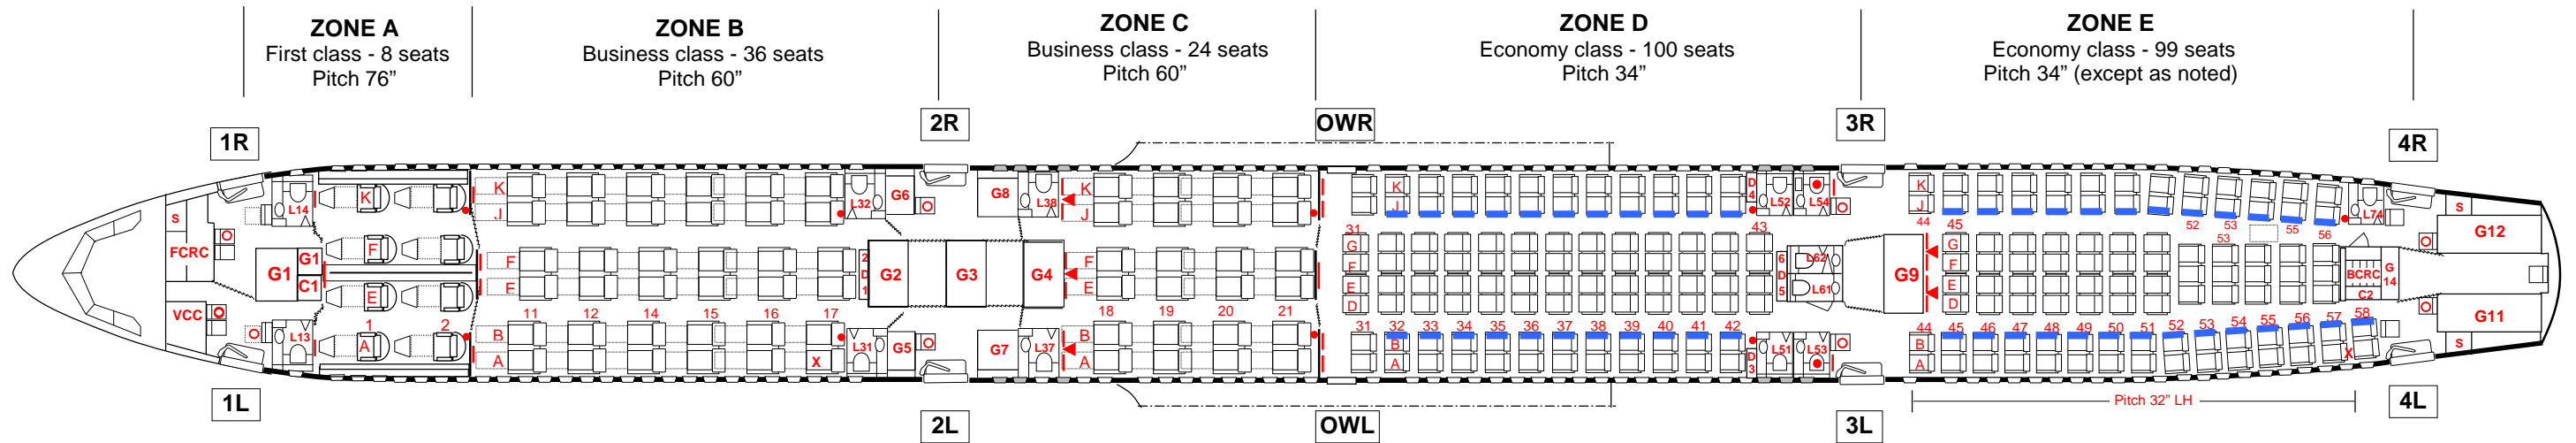 ZONE A
First class - 8 seats
Pitch 76”
ZONE B
Business class - 36 seats
Pitch 60”
ZONE C
Business class - 24 seats
Pitch 60”
ZONE D
Economy class - 100 seats
Pitch 34”
ZONE E
Economy class - 99 seats
Pitch 34” (except as noted)
1R
2R
OWR
3R
4R
S
FCRC
VCC
L14
L13
G1
G1
C1
K
F
E
A
1
2
K
J
F
E
B
A
11
12
14
15
16
17
X
L32
G6
2
D
1
L31
G5
G2
G3
G4
G8
L38
G7
L37
K
J
F
E
B
A
18
19
20
21
31
G
F
E
D
31
K
J
B
A
32
33
34
35
36
37
38
39
40
41
42
43
D
4
L52
L54
6
D
5
L62
L61
D
3
L51
L53
G9
K
J
44
45
G
F
E
D
B
A
44
45
46
47
48
49
50
51
52
53
54
55
56
57
58
X
52
53
53
55
56
L74
BCRC
G
14
C2
S
G12
G11
S
Pitch 32” LH
1L
2L
OWL
3L
4L